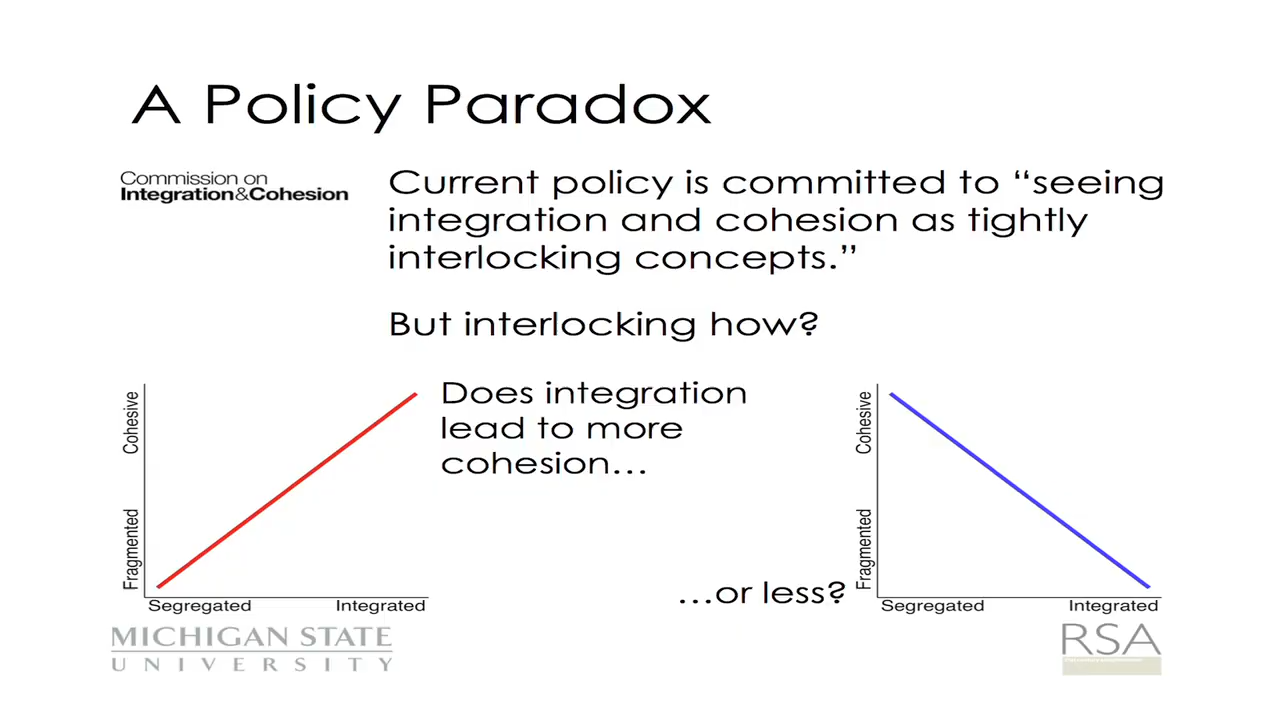 A Policy Paradox
Commission on
Integration&Cohesion
Current policy is committed to “seeing
integration and cohesion as tightly
interlocking concepts.”
But interlocking how?
Cohesive
Fragmented
Segregated
Integrated
Does integration
lead to more
cohesion…
…or less?
Cohesive
Fragmented
Segregated
Integrated
MICHIGAN STATE
UNIVERSITY
RSA